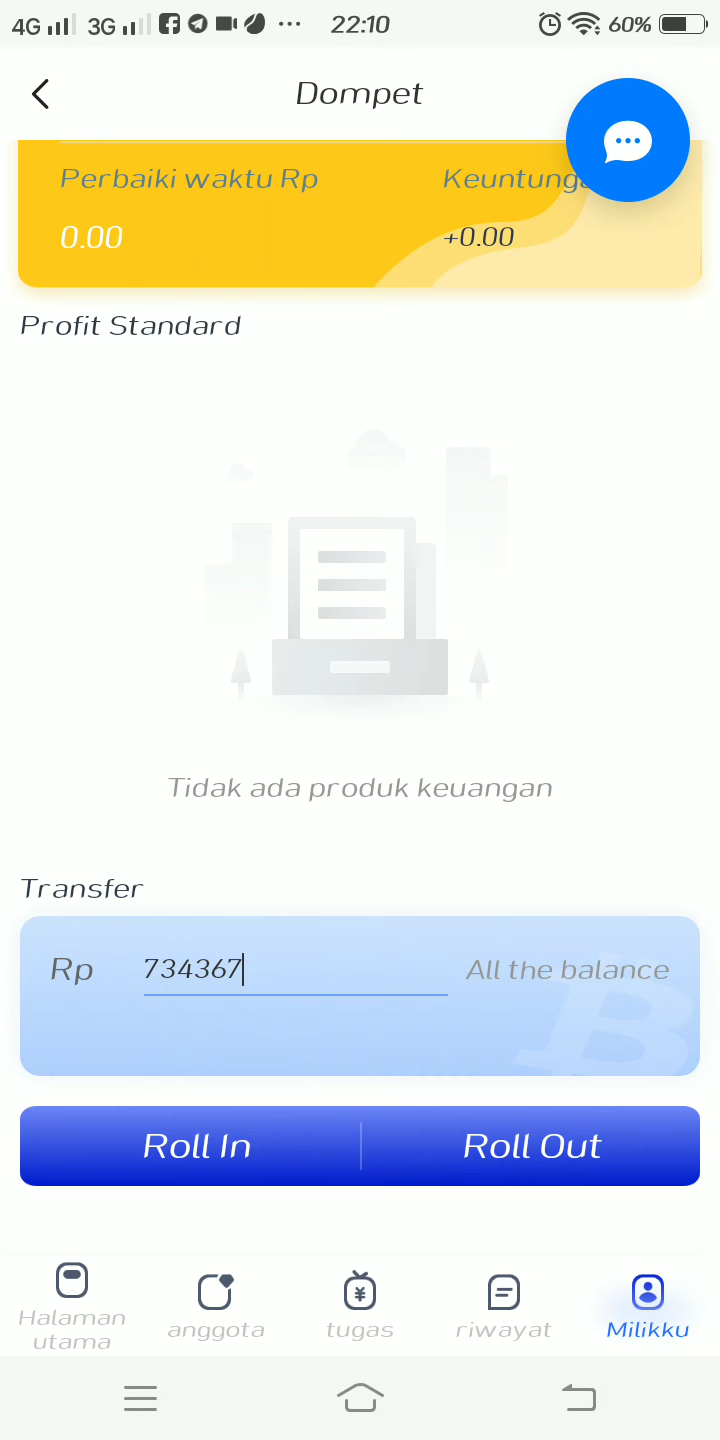 4G 3G 22:10 60%
Dompet
Perbaiki waktu Rp
0.00
+0.00
Profit Standard
Tidak ada produk keuangan
Transfer
Rp 734367 All the balance
Roll In Roll Out
Halaman utama
anggota
tugas
riwayat
Milikku